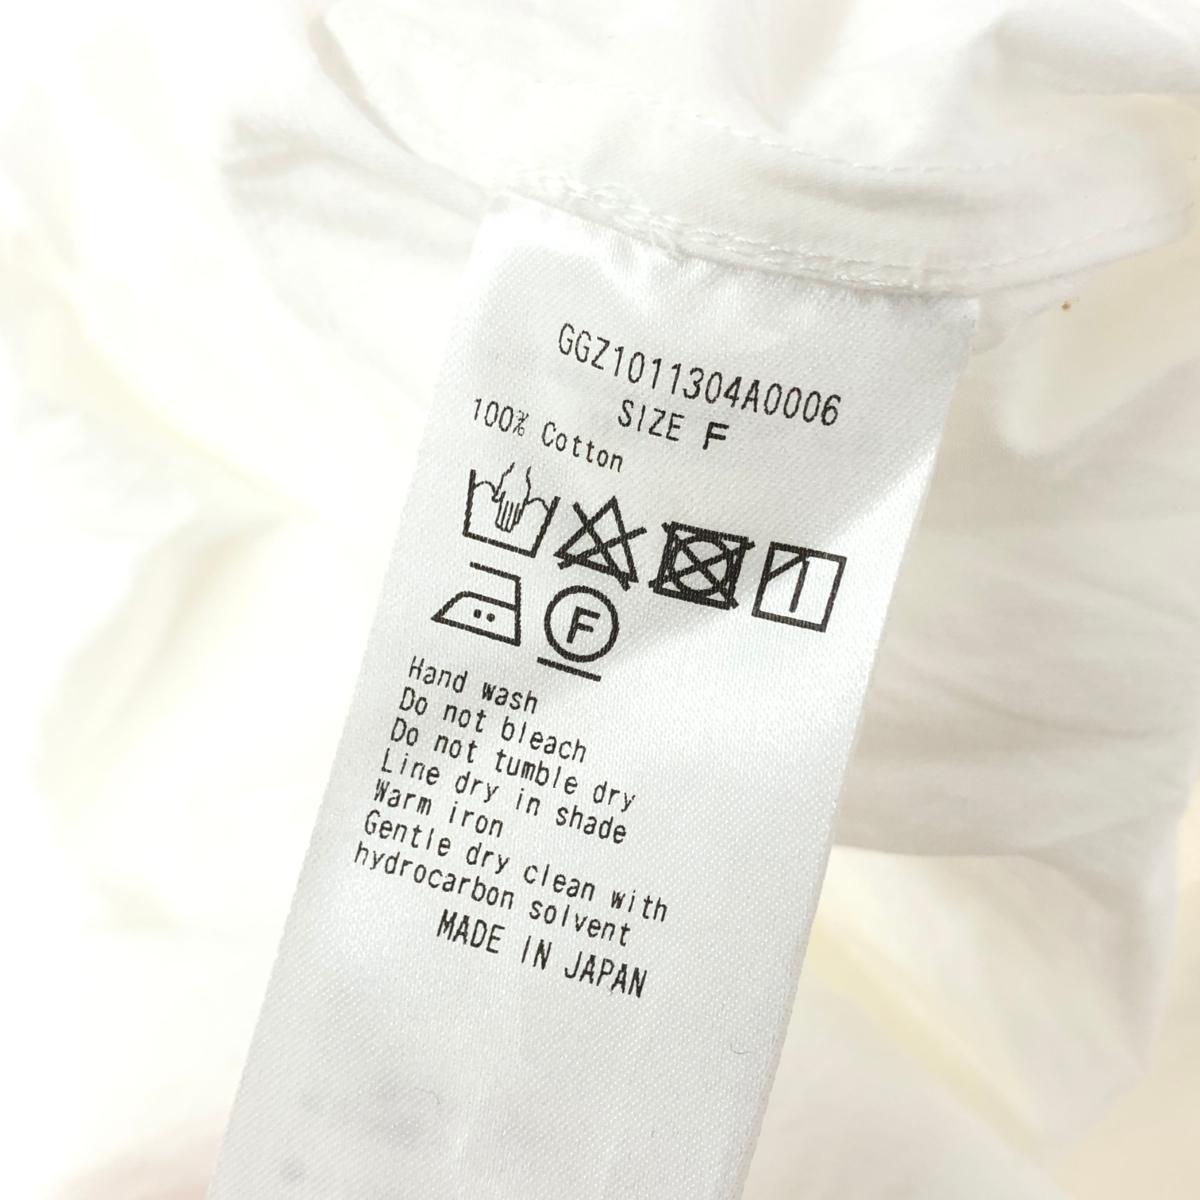 GGZ1011304A0006
SIZE F
100% Cotton
F
Hand wash
Do not bleach
Do not tumble dry
Line dry in shade
Warm iron
Gentle dry clean with
hydrocarbon solvent
MADE IN JAPAN